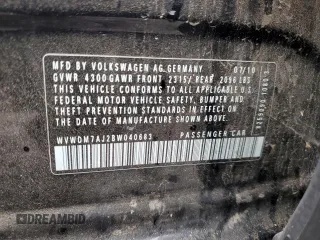 MFD BY VOLKSWAGEN AG GERMANY 07/10
GVWR 4300 GAWR FRONT 2315/ REAR 2096 LBS
THIS VEHICLE CONFORMS TO ALL APPLICABLE
U.S. FEDERAL MOTOR VEHICLE SAFETY, BUMPER AND
THEFT PREVENTION STANDARDS IN EFFECT ON THE
DATE OF MANUFACTURE SHOWN ABOVE
WVWDM7AJ2BW040683 PASSENGER CAR
DREAMBID